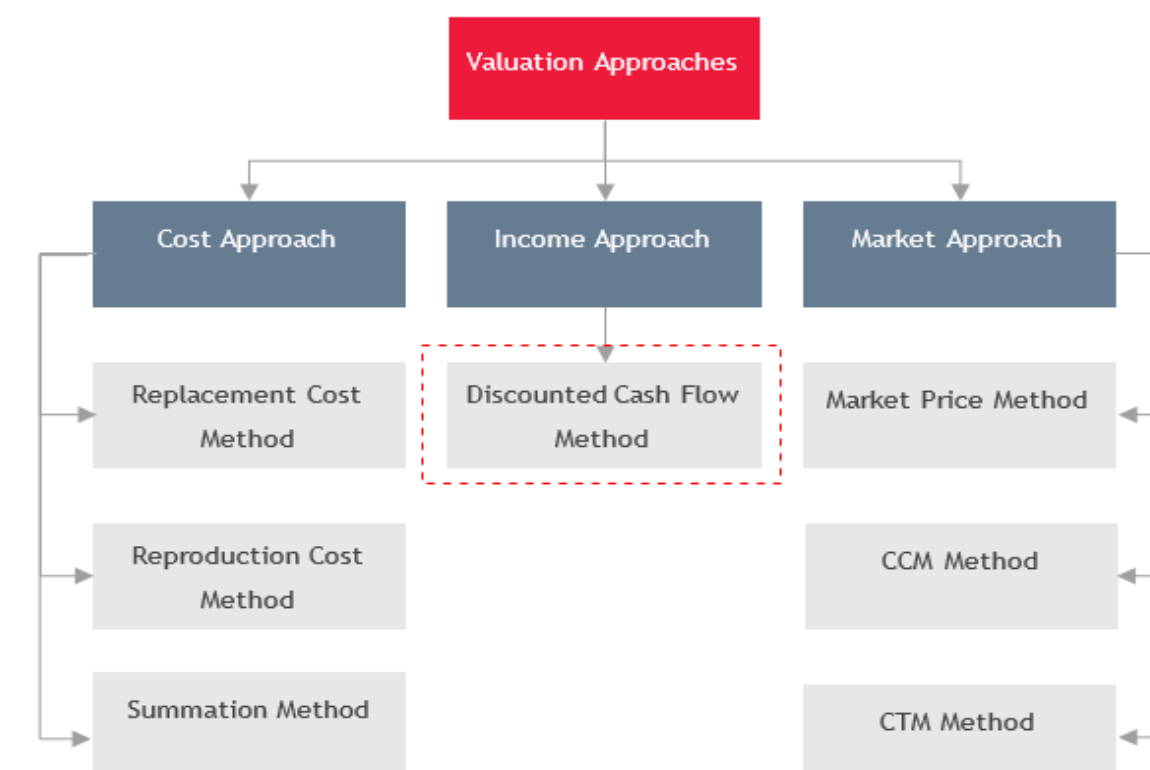 Valuation Approaches
Cost Approach
Income Approach
Market Approach
Replacement Cost
Method
Discounted Cash Flow
Method
Market Price Method
Reproduction Cost
Method
CCM Method
Summation Method
CTM Method